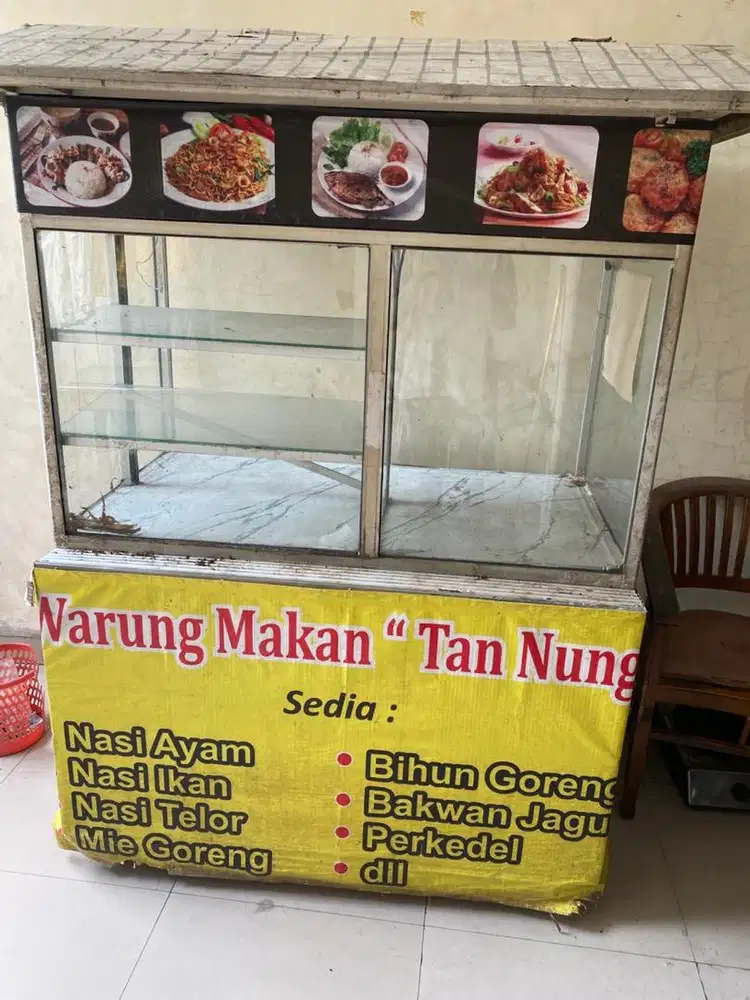 Warung Makan “ Tan Nung
Sedia :
Nasi Ayam
Nasi Ikan
Nasi Telor
Mie Goreng
Bihun Goreng
Bakwan Jagu
Perkedel
dll